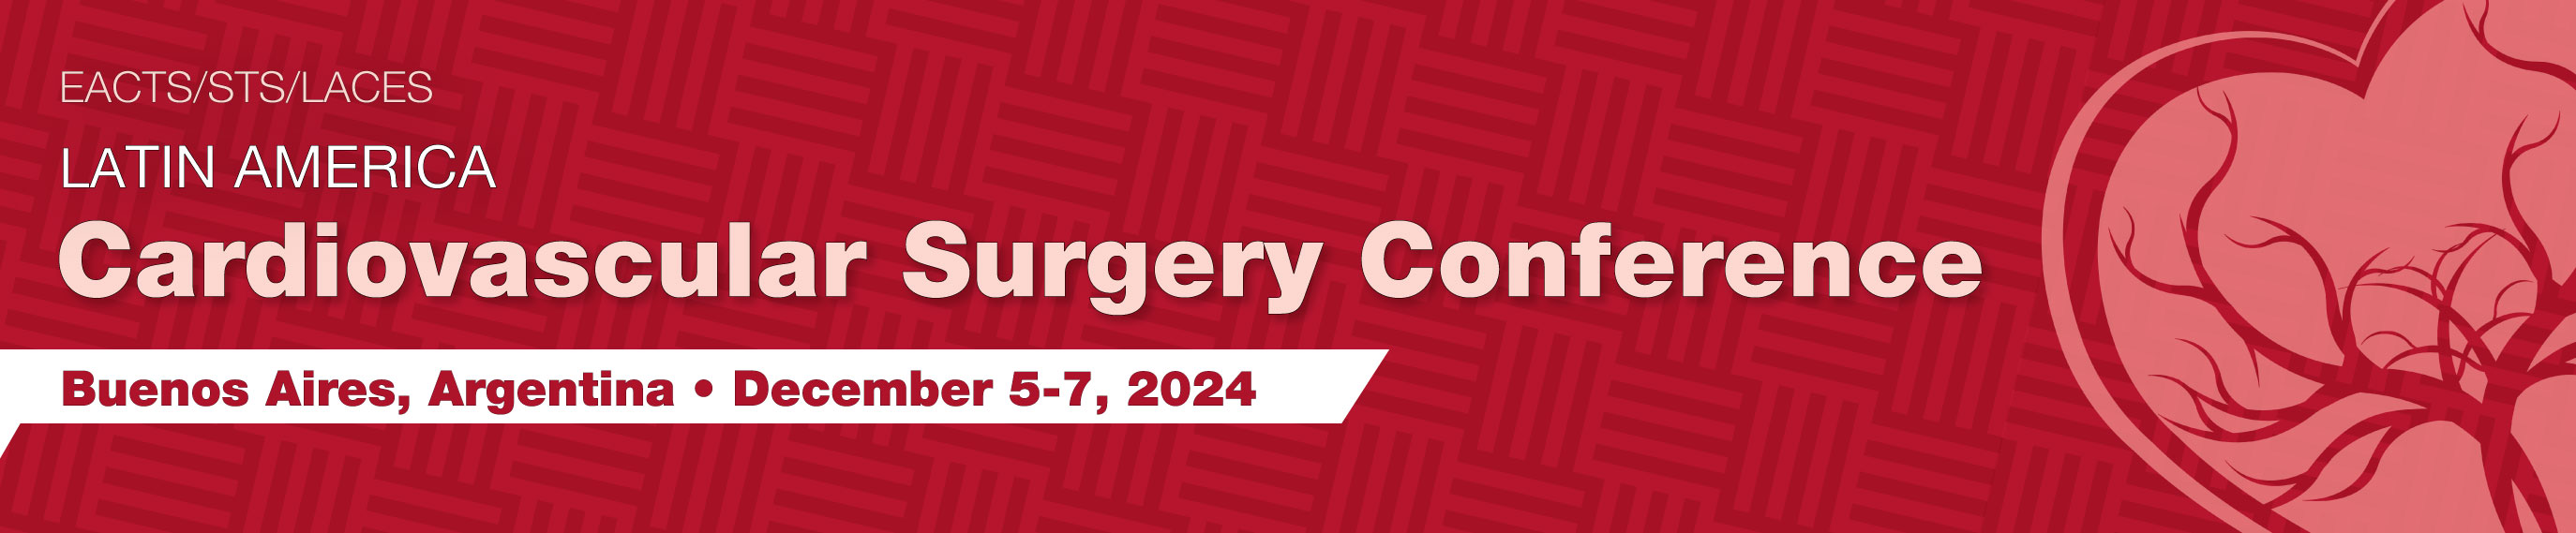 EACTS/STS/LACES
LATIN AMERICA
Cardiovascular Surgery Conference
Buenos Aires, Argentina • December 5-7, 2024